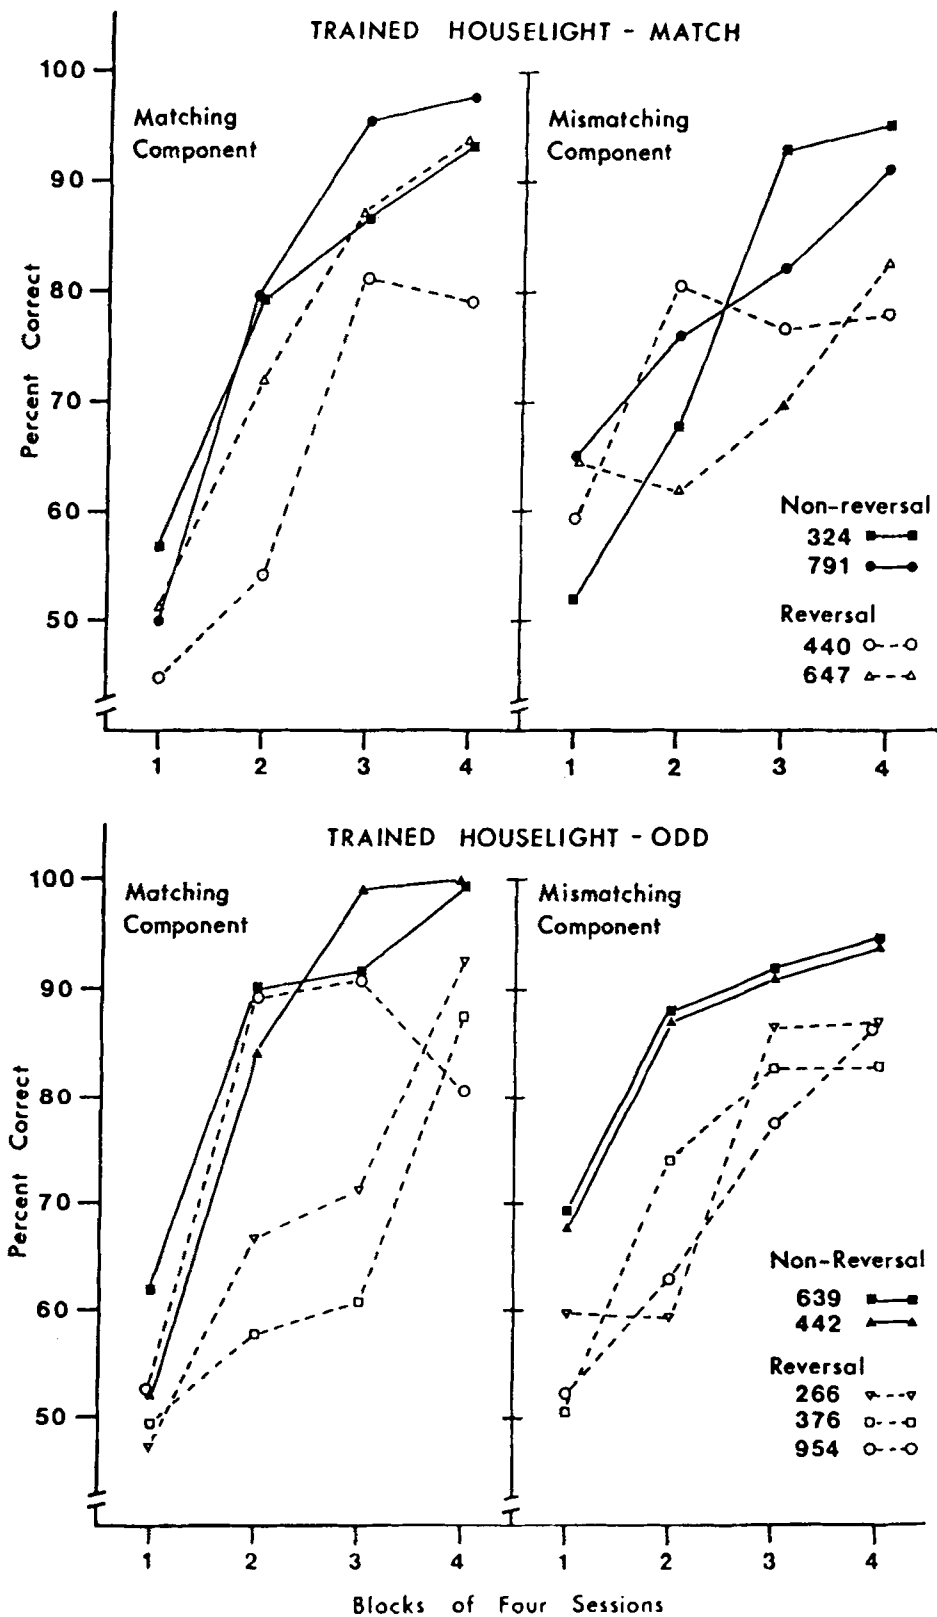 TRAINED HOUSELIGHT - MATCH
100
90
80
70
60
50
Percent Correct
Matching
Component
Mismatching
Component
Non-reversal
324
791
Reversal
440
647
1 2 3 4
1 2 3 4
TRAINED HOUSELIGHT - ODD
100
90
80
70
60
50
Percent Correct
Matching
Component
Mismatching
Component
Non-Reversal
639
442
Reversal
266
376
954
1 2 3 4
1 2 3 4
Blocks of Four Sessions